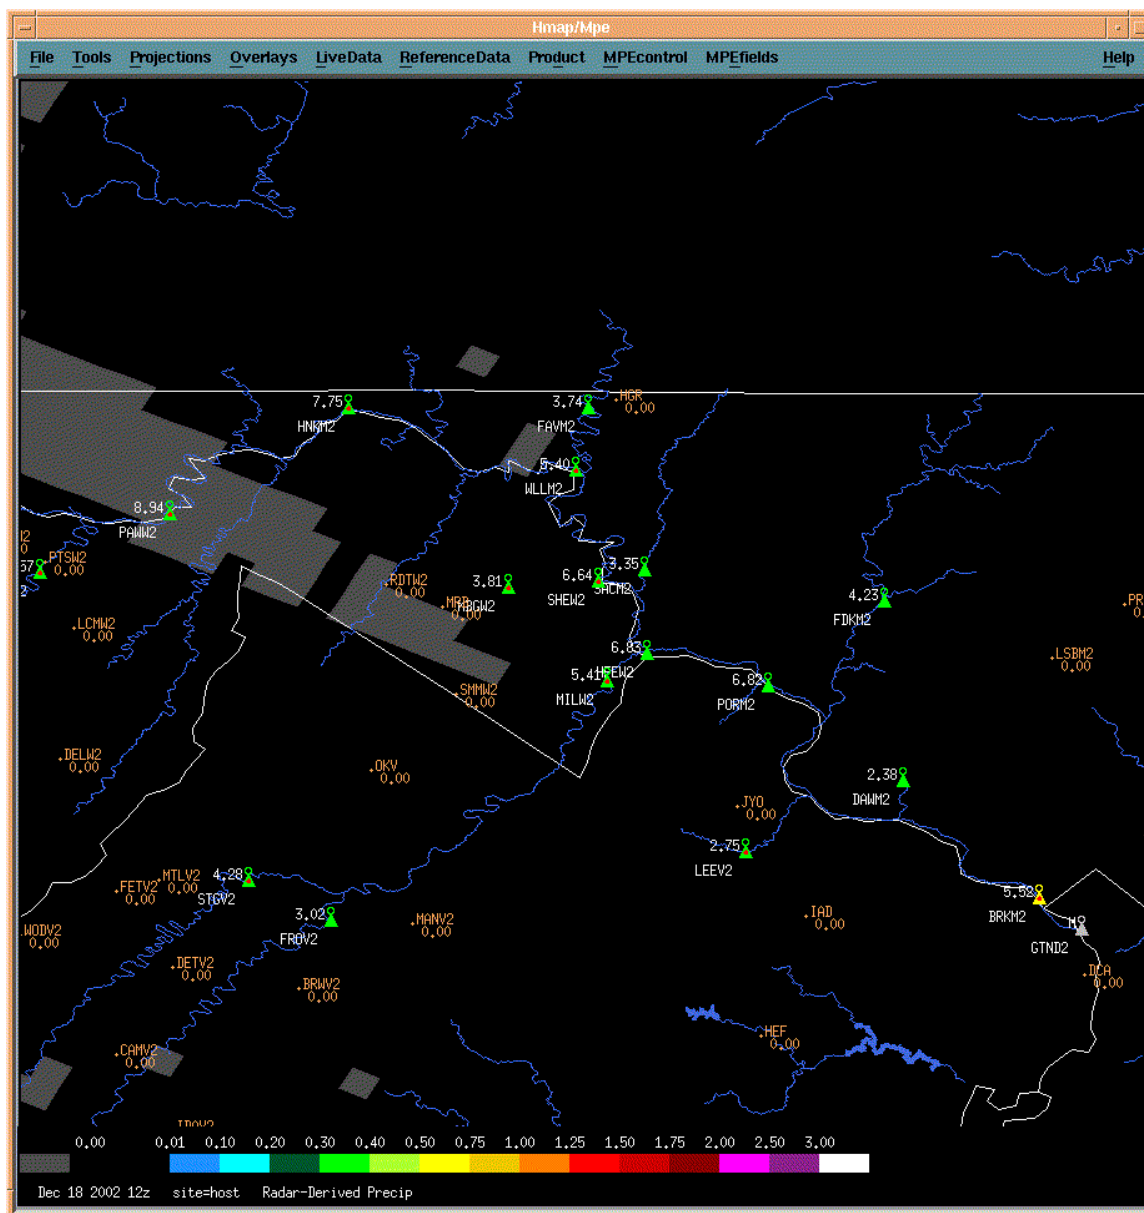 Hmap/Mpe
File Tools Projections Overlays LiveData ReferenceData Product MPEcontrol MPEfields Help
7.75
HNKM2
3.74
FAVM2
HGR
0.00
5.40
WLLM2
8.94
PAWW2
PTSW2
0.00
RDTW2
0.00
3.81
0.00
6.64
SHEW2
3.35
SACM2
4.23
FDKM2
LCMW2
0.00
6.83
HFEW2
LSBM2
0.00
5.41
MILW2
6.82
PORM2
SMMW2
0.00
DELW2
0.00
OKV
0.00
2.38
DAWM2
JYO
0.00
2.75
LEEV2
4.28
STGV2
MTLV2
0.00
FETV2
0.00
3.02
FROV2
MANV2
0.00
IAD
0.00
5.52
BRKM2
M
GTND2
WODV2
0.00
DETV2
0.00
BRWV2
0.00
DCA
0.00
HEF
0.00
CAMV2
0.00
0.00 0.01 0.10 0.20 0.30 0.40 0.50 0.75 1.00 1.25 1.50 1.75 2.00 2.50 3.00
Dec 18 2002 12z site=host Radar-Derived Precip